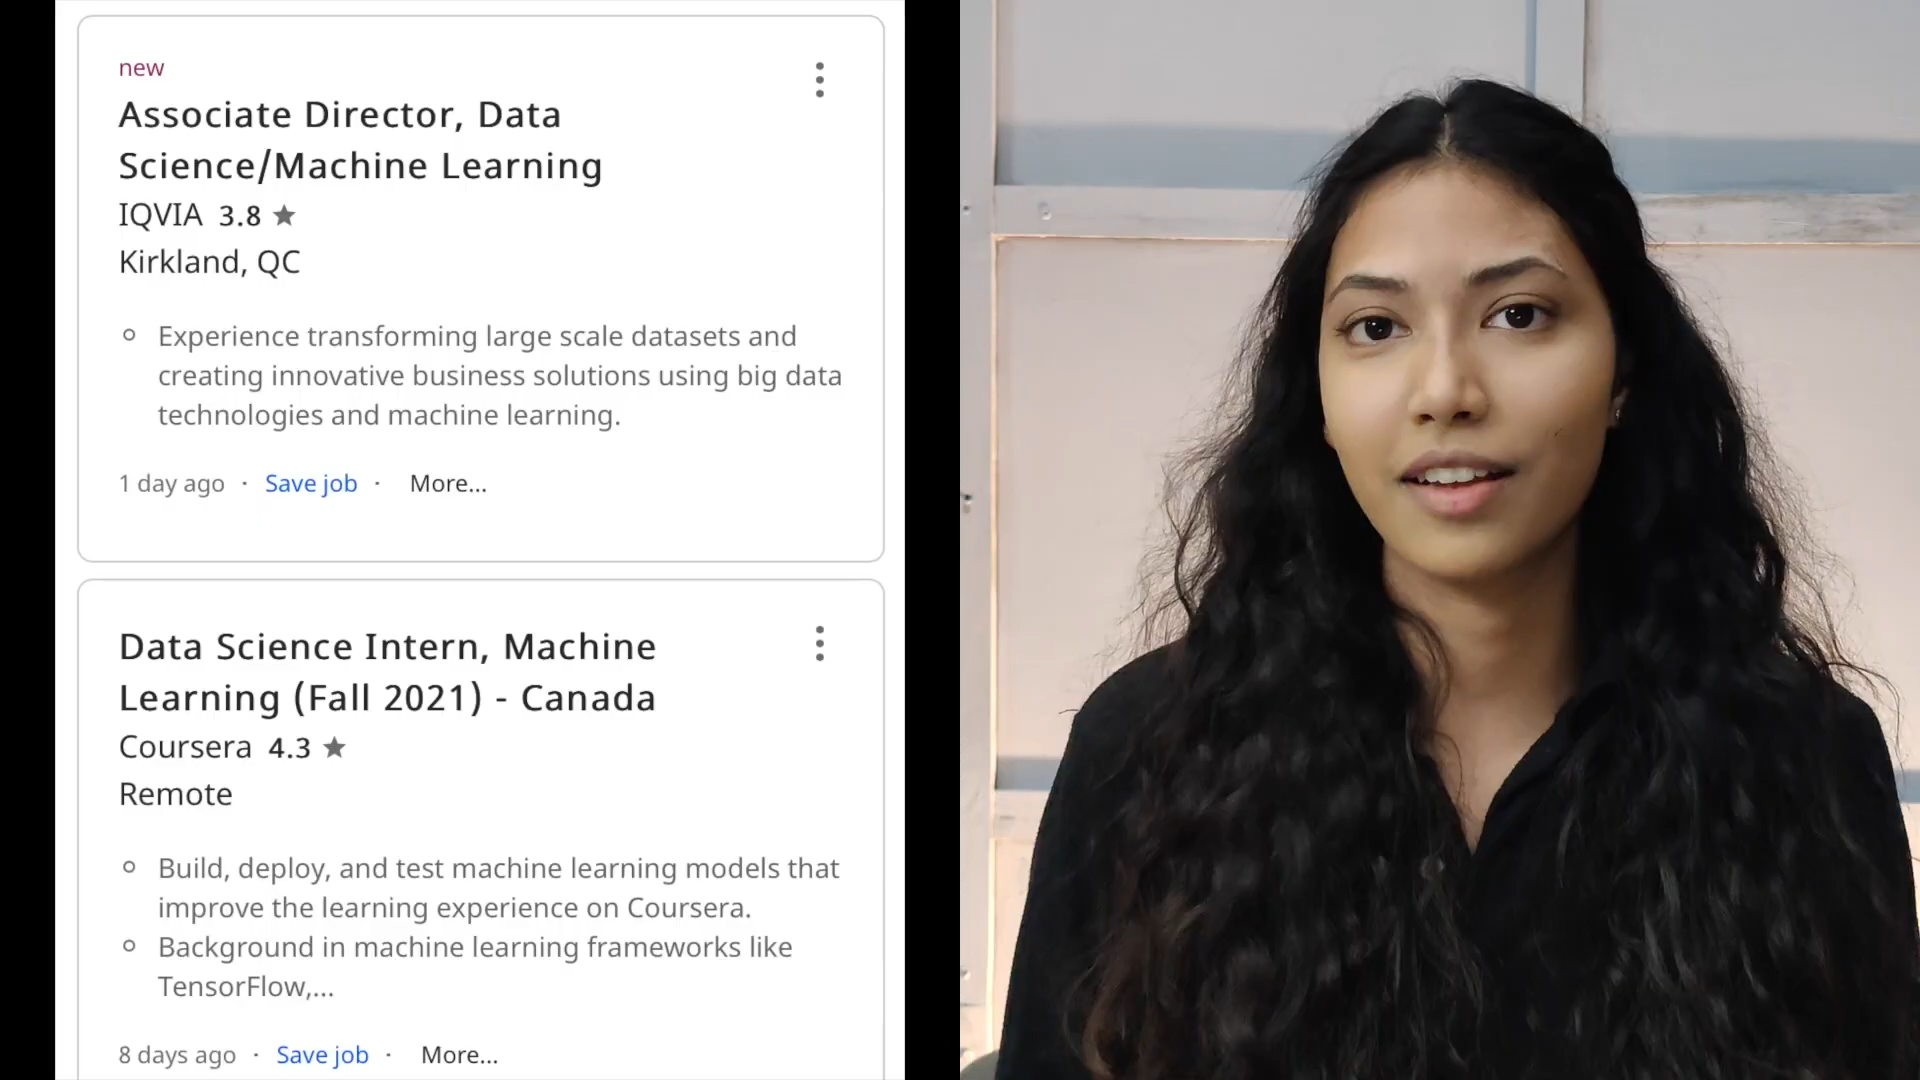 new
Associate Director, Data
Science/Machine Learning
IQVIA 3.8 ★
Kirkland, QC
Experience transforming large scale datasets and
creating innovative business solutions using big data
technologies and machine learning.
1 day ago · Save job · More...
Data Science Intern, Machine
Learning (Fall 2021) - Canada
Coursera 4.3 ★
Remote
Build, deploy, and test machine learning models that
improve the learning experience on Coursera.
Background in machine learning frameworks like
TensorFlow,...
8 days ago · Save job · More...